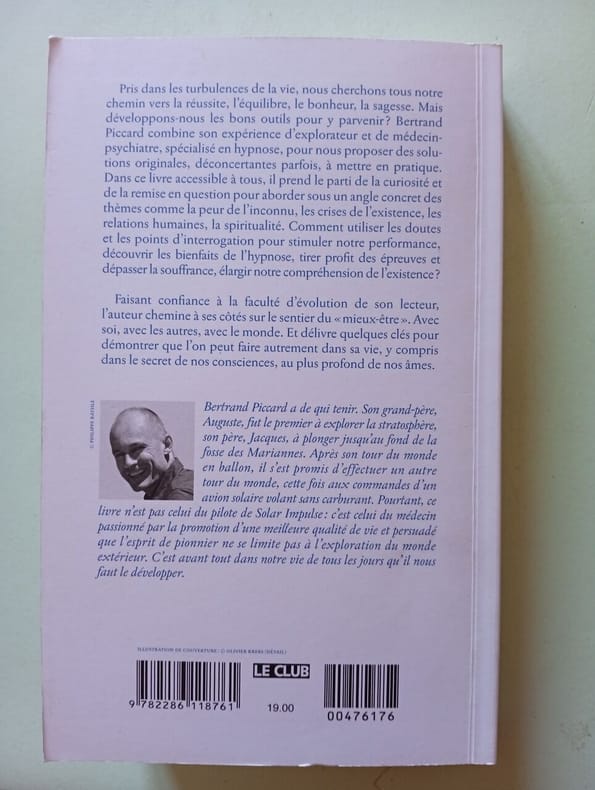 Pris dans les turbulences de la vie, nous cherchons tous notre
chemin vers la réussite, l'équilibre, le bonheur, la sagesse. Mais
développons-nous les bons outils pour y parvenir ? Bertrand
Piccard combine son expérience d'explorateur et de médecin-
psychiatre, spécialisé en hypnose, pour nous proposer des solu-
tions originales, déconcertantes parfois, à mettre en pratique.
Dans ce livre accessible à tous, il prend le parti de la curiosité et
de la remise en question pour aborder sous un angle concret des
thèmes comme la peur de l'inconnu, les crises de l'existence, les
relations humaines, la spiritualité. Comment utiliser les doutes
et les points d'interrogation pour stimuler notre performance,
découvrir les bienfaits de l'hypnose, tirer profit des épreuves et
dépasser la souffrance, élargir notre compréhension de l'existence ?
Faisant confiance à la faculté d'évolution de son lecteur,
l'auteur chemine à ses côtés sur le sentier du « mieux-être ». Avec
soi, avec les autres, avec le monde. Et délivre quelques clés pour
démontrer que l'on peut faire autrement dans sa vie, y compris
dans le secret de nos consciences, au plus profond de nos âmes.
Bertrand Piccard a de qui tenir. Son grand-père,
Auguste, fut le premier à explorer la stratosphère,
son père, Jacques, à plonger jusqu'au fond de la
fosse des Mariannes. Après son tour du monde
en ballon, il s'est promis d'effectuer un autre
tour du monde, cette fois aux commandes d'un
avion solaire volant sans carburant. Pourtant, ce
livre n'est pas celui du pilote de Solar Impulse : c'est celui du médecin
passionné par la promotion d'une meilleure qualité de vie et persuadé
que l'esprit de pionnier ne se limite pas à l'exploration du monde
extérieur. C'est avant tout dans notre vie de tous les jours qu'il nous
faut le développer.
ILLUSTRATION DE COUVERTURE : © OLIVIER (DÉTAIL)
LE CLUB
9 782286 118761
19.00
00476176
© PHILIPPE